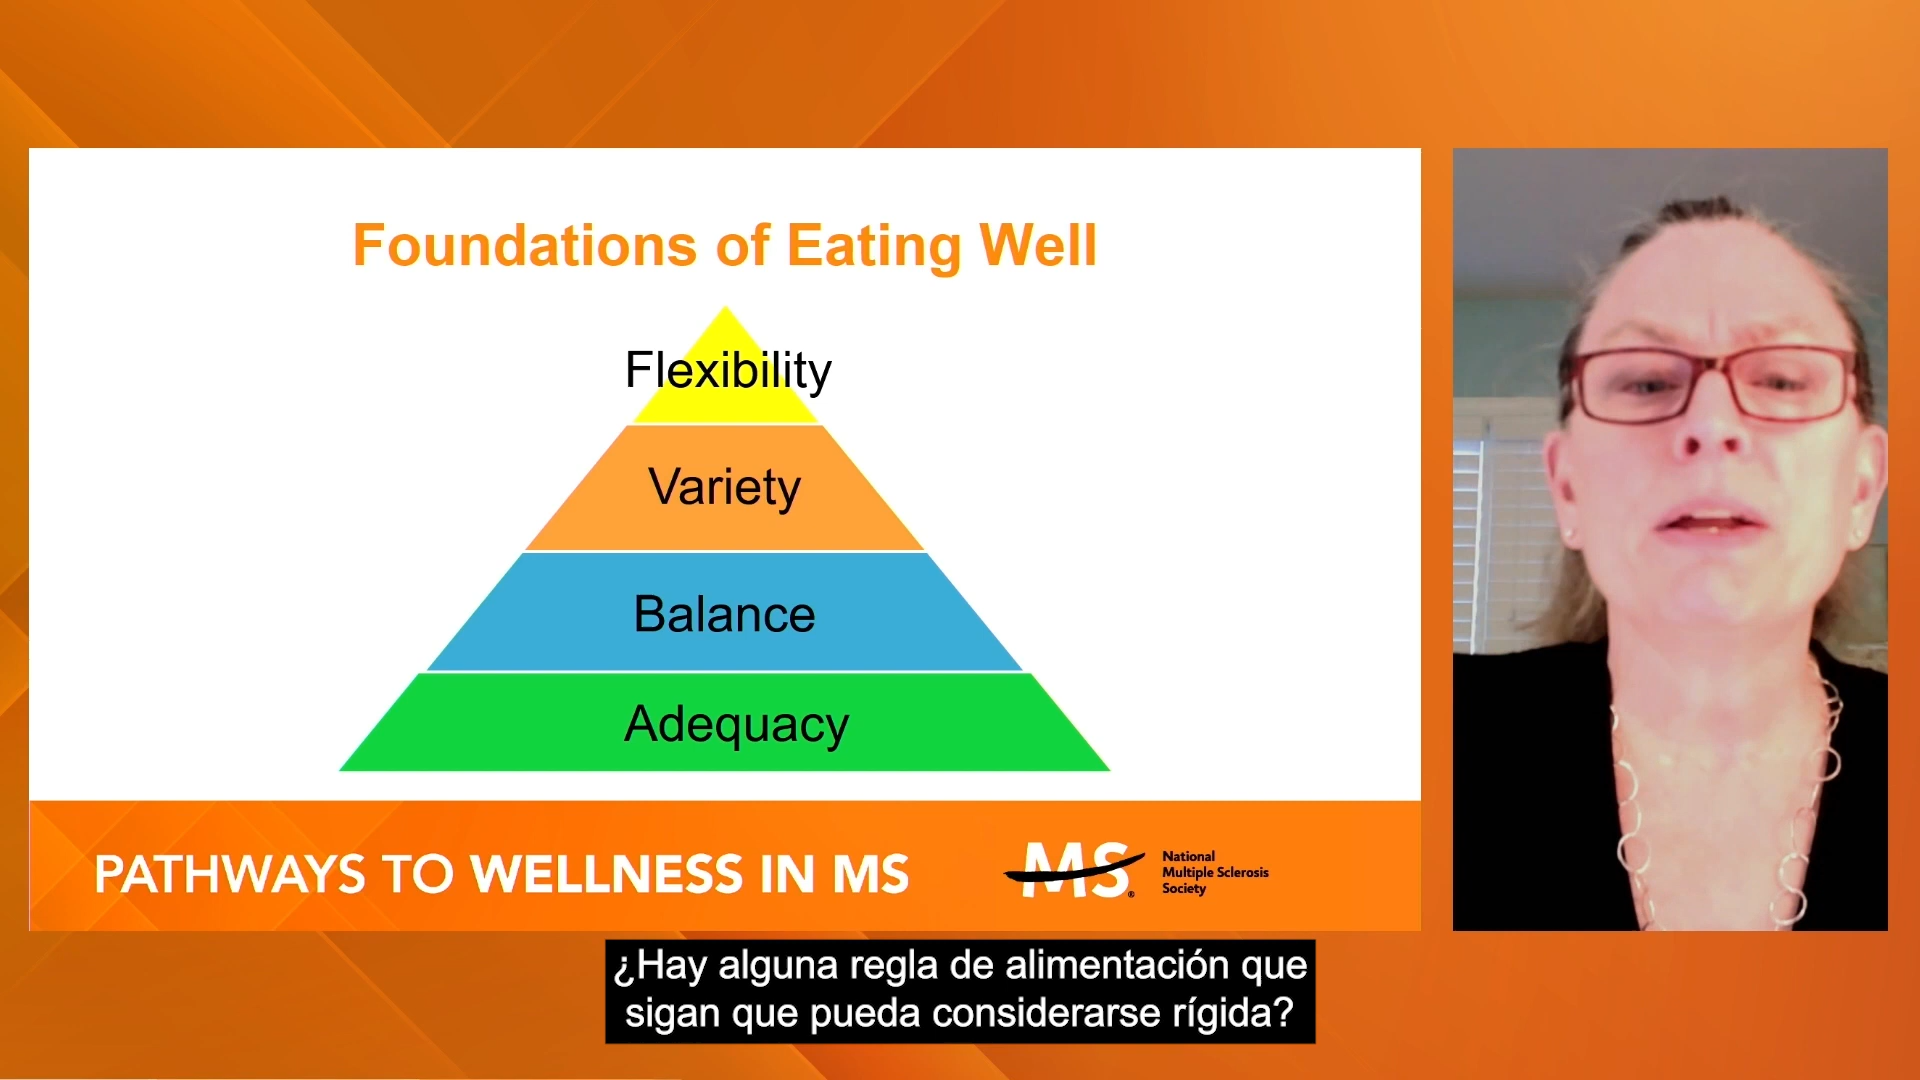 Foundations of Eating Well
Flexibility
Variety
Balance
Adequacy
PATHWAYS TO WELLNESS IN MS
MS®
National
Multiple Sclerosis
Society
¿Hay alguna regla de alimentación que
sigan que pueda considerarse rígida?